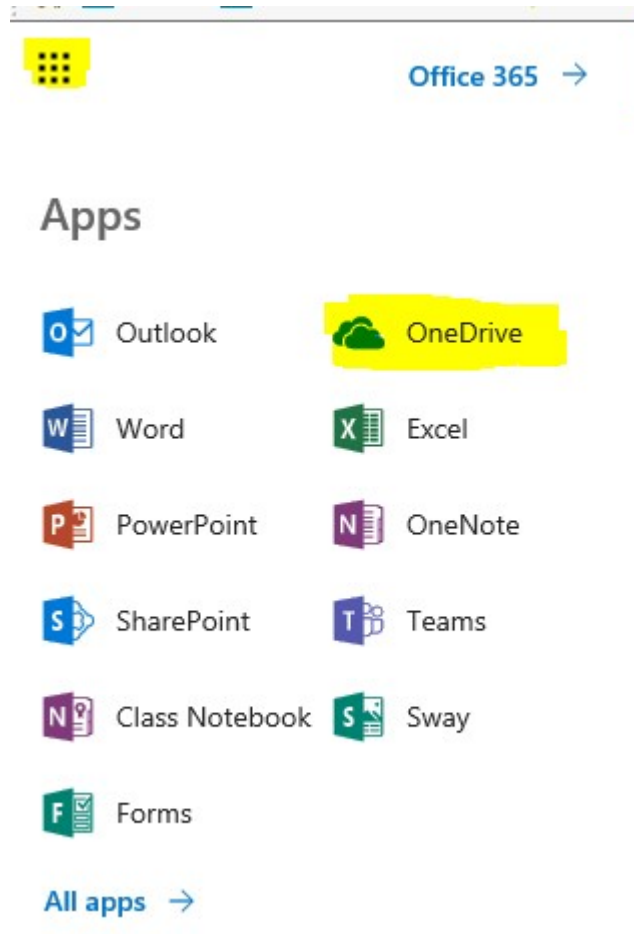 Office 365 →
Apps
Outlook OneDrive
Word Excel
PowerPoint OneNote
SharePoint Teams
Class Notebook Sway
Forms
All apps →